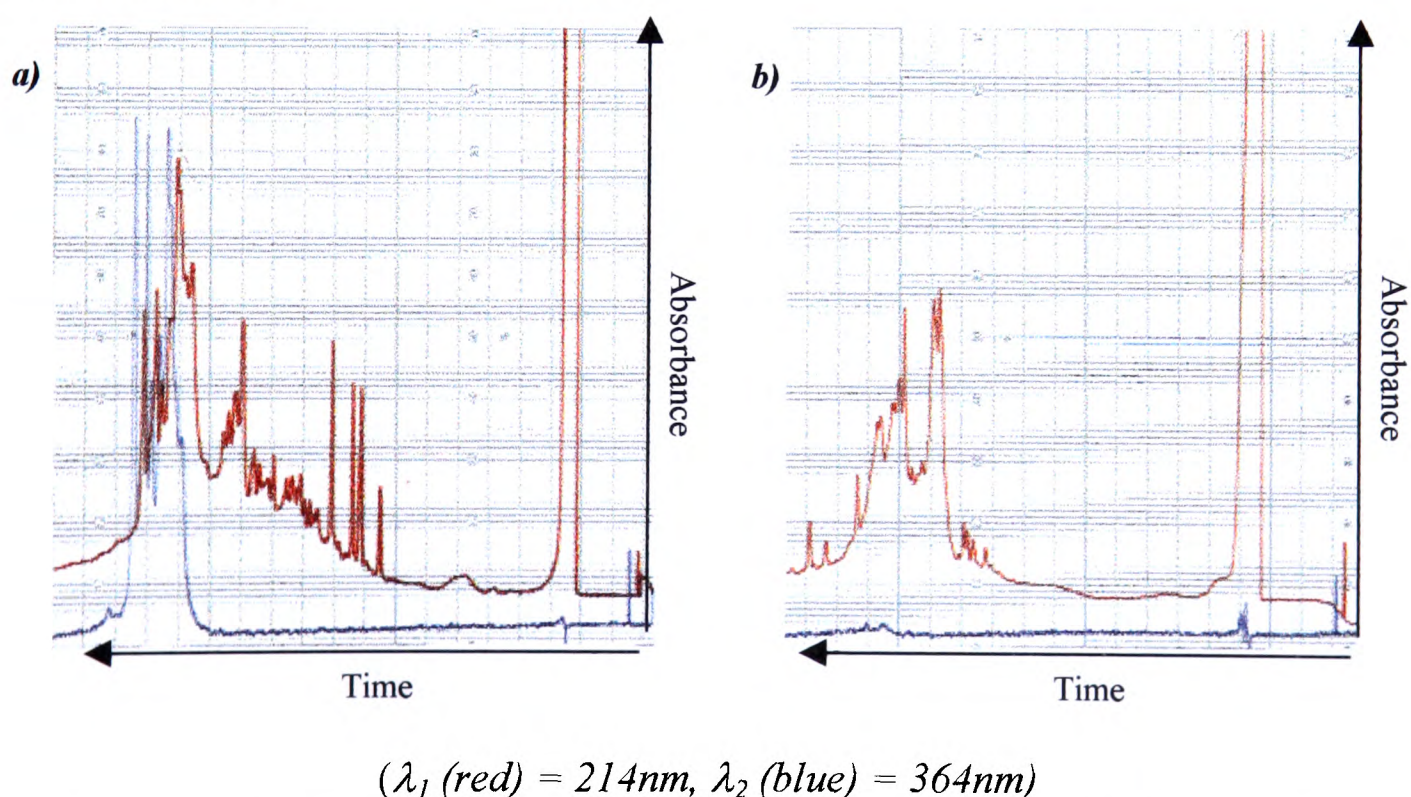 a)
Absorbance
Time
b)
Absorbance
Time
(λ₁ (red) = 214nm, λ₂ (blue) = 364nm)